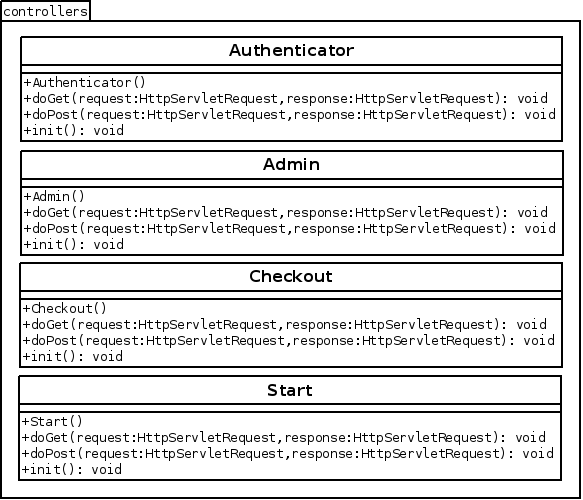 controllers
Authenticator
+Authenticator()
+doGet(request:HttpServletRequest,response:HttpServletRequest): void
+doPost(request:HttpServletRequest,response:HttpServletRequest): void
+init(): void
Admin
+Admin()
+doGet(request:HttpServletRequest,response:HttpServletRequest): void
+doPost(request:HttpServletRequest,response:HttpServletRequest): void
+init(): void
Checkout
+Checkout()
+doGet(request:HttpServletRequest,response:HttpServletRequest): void
+doPost(request:HttpServletRequest,response:HttpServletRequest): void
+init(): void
Start
+Start()
+doGet(request:HttpServletRequest,response:HttpServletRequest): void
+doPost(request:HttpServletRequest,response:HttpServletRequest): void
+init(): void